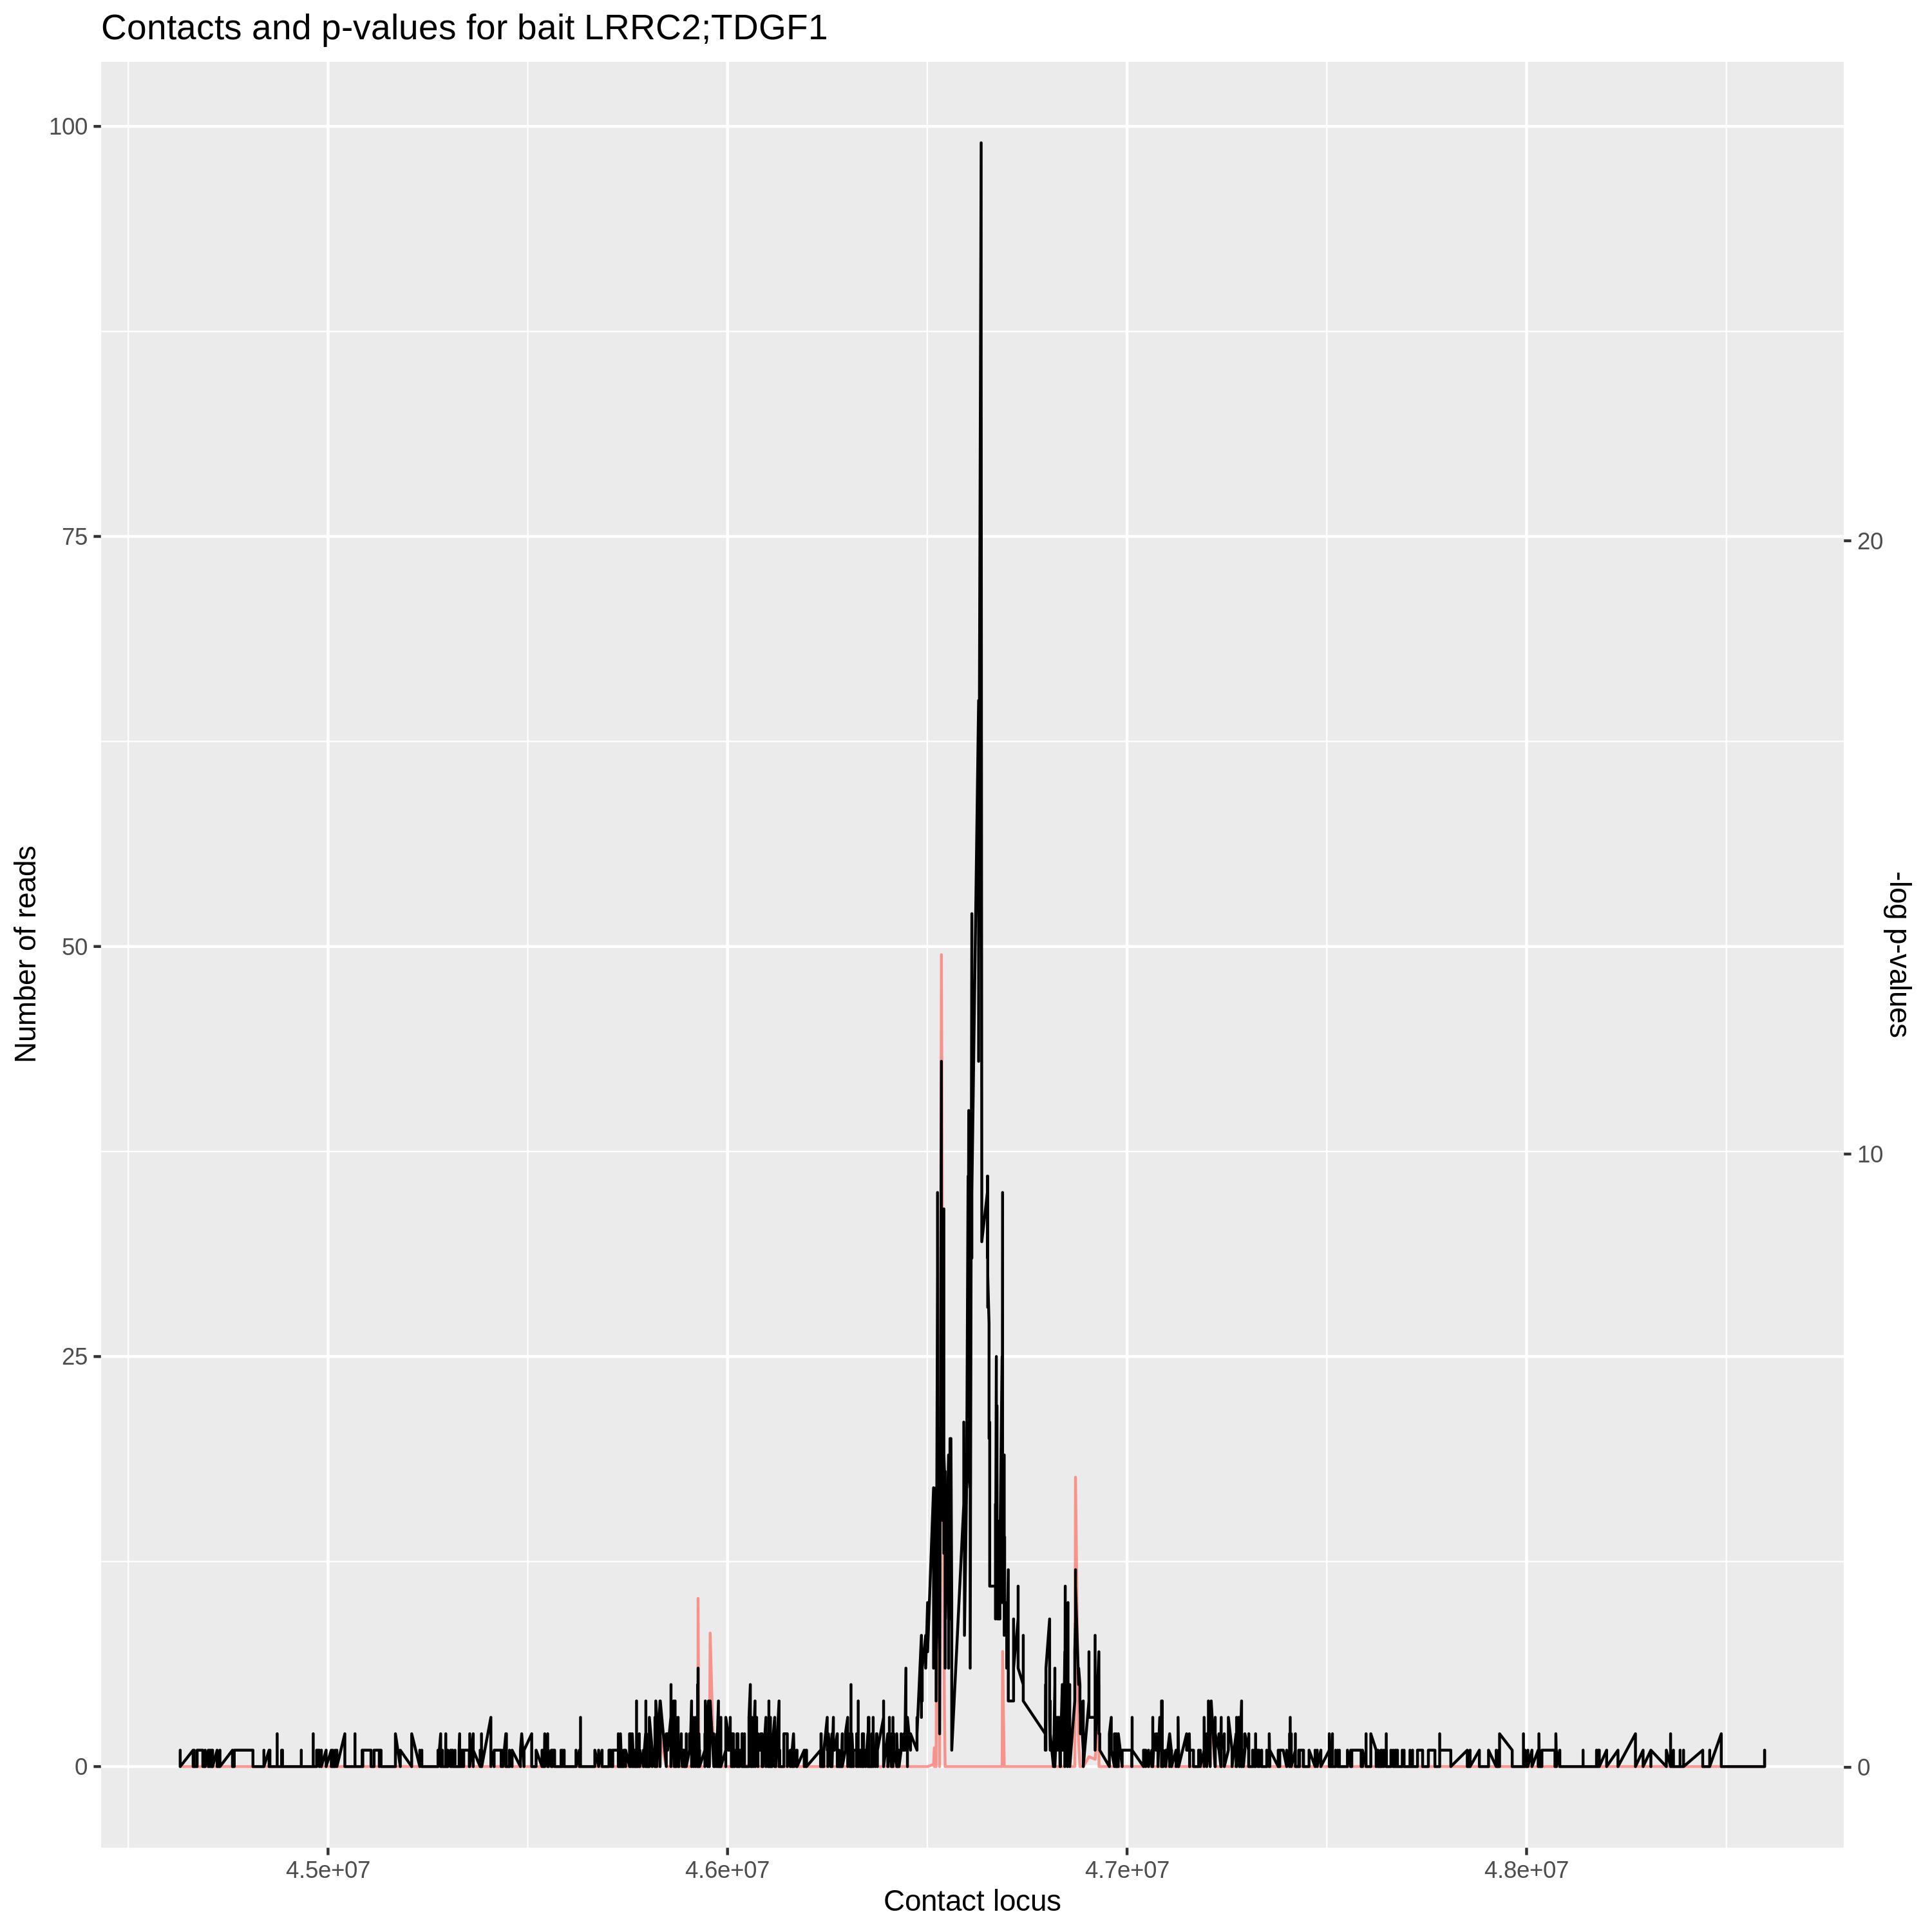 Contacts and p-values for bait LRRC2;TDGF1
100
75
50
25
0
Number of reads
20
10
0
-log p-values
4.5e+07 4.6e+07 4.7e+07 4.8e+07
Contact locus